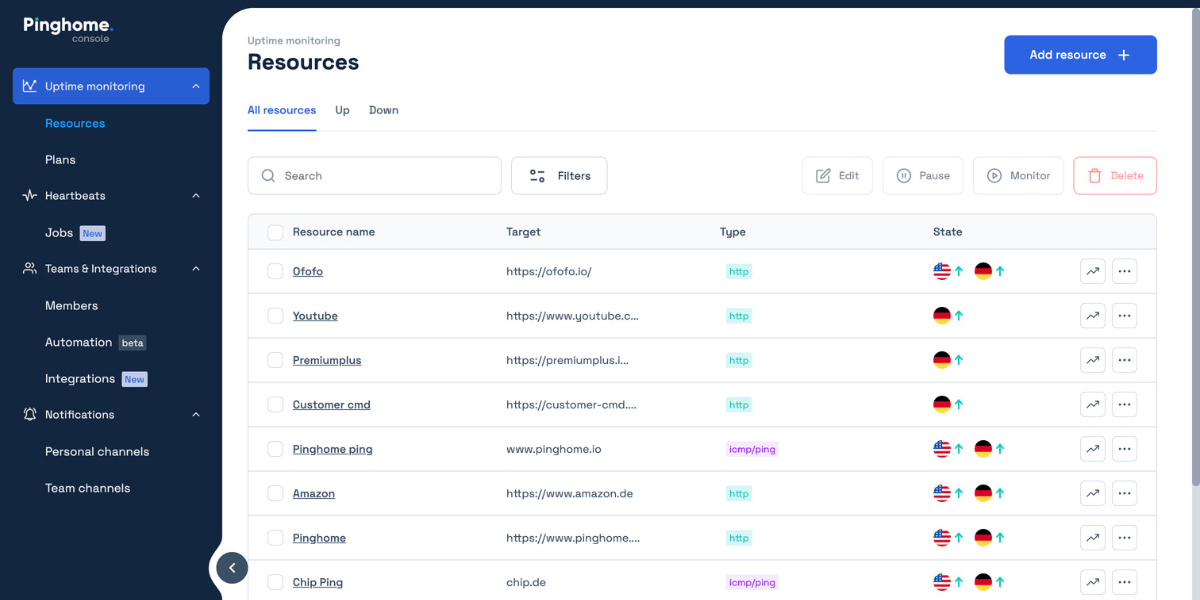 Pinghome.
console
Uptime monitoring
Resources
Plans
Heartbeats
Jobs New
Teams & Integrations
Members
Automation beta
Integrations New
Notifications
Personal channels
Team channels
Uptime monitoring
Resources
Add resource +
All resources Up Down
Search Filters Edit Pause Monitor Delete
Resource name Target Type State
Ofofo https://ofofo.io/ http
Youtube https://www.youtube.c... http
Premiumplus https://premiumplus.i... http
Customer cmd https://customer-cmd.... http
Pinghome ping www.pinghome.io icmp/ping
Amazon https://www.amazon.de http
Pinghome https://www.pinghome.... http
Chip Ping chip.de icmp/ping